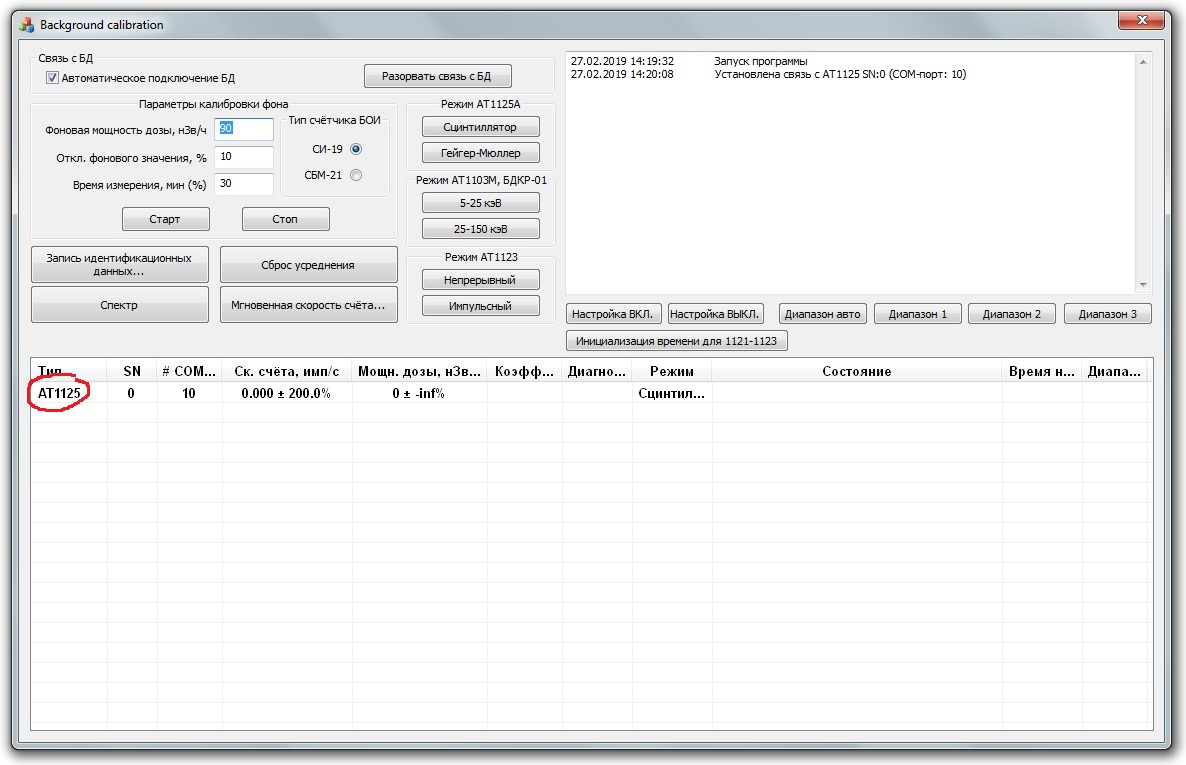 Background calibration
Связь с БД
Автоматическое подключение БД
Разорвать связь с БД
Параметры калибровки фона
Фоновая мощность дозы, нЗв/ч
90
Откл. фонового значения, %
10
Время измерения, мин (%)
30
Тип счётчика БОИ
СИ-19
СБМ-21
Старт
Стоп
Режим АТ1125А
Сцинтиллятор
Гейгер-Мюллер
Режим АТ1103М, БДКР-01
5-25 кэВ
25-150 кэВ
Режим АТ1123
Непрерывный
Импульсный
Запись идентификационных
данных...
Сброс усреднения
Спектр
Мгновенная скорость счёта...
27.02.2019 14:19:32 Запуск программы
27.02.2019 14:20:08 Установлена связь с АТ1125 SN:0 (COM-порт: 10)
Настройка ВКЛ.
Настройка ВЫКЛ.
Диапазон авто
Диапазон 1
Диапазон 2
Диапазон 3
Инициализация времени для 1121-1123
Тип SN # COM... Ск. счёта, имп/с Мощн. дозы, нЗв... Коэфф... Диагно... Режим Состояние Время н... Диапа...
АТ1125 0 10 0.000 ± 200.0% 0 ± -inf% Сцинтил...